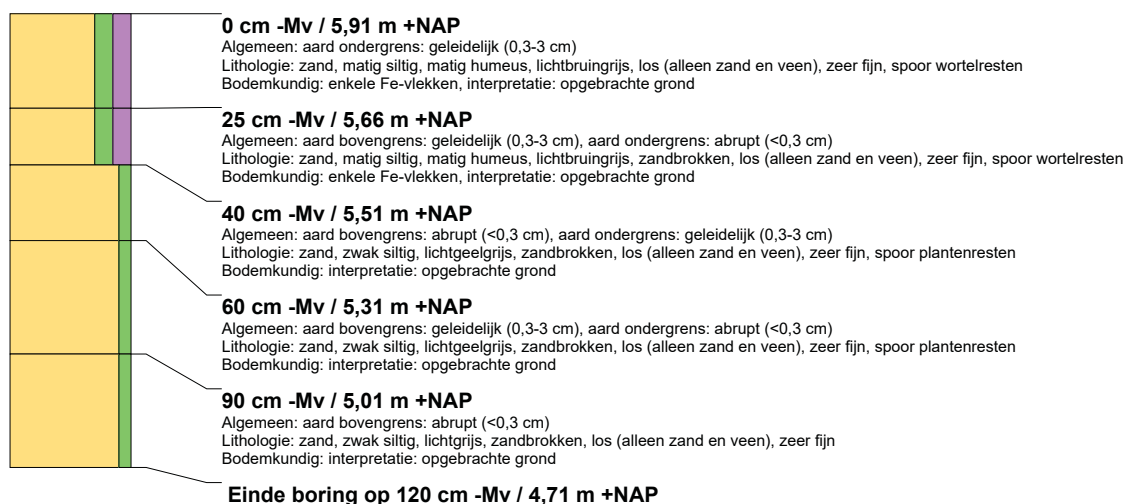 0 cm -Mv / 5,91 m +NAP
Algemeen: aard ondergrens: geleidelijk (0,3-3 cm)
Lithologie: zand, matig siltig, matig humeus, lichtbruingrijs, los (alleen zand en veen), zeer fijn, spoor wortelresten
Bodemkundig: enkele Fe-vlekken, interpretatie: opgebrachte grond
25 cm -Mv / 5,66 m +NAP
Algemeen: aard bovengrens: geleidelijk (0,3-3 cm), aard ondergrens: abrupt (<0,3 cm)
Lithologie: zand, matig siltig, matig humeus, lichtbruingrijs, zandbrokken, los (alleen zand en veen), zeer fijn, spoor wortelresten
Bodemkundig: enkele Fe-vlekken, interpretatie: opgebrachte grond
40 cm -Mv / 5,51 m +NAP
Algemeen: aard bovengrens: abrupt (<0,3 cm), aard ondergrens: geleidelijk (0,3-3 cm)
Lithologie: zand, zwak siltig, lichtgeelgrijs, zandbrokken, los (alleen zand en veen), zeer fijn, spoor plantenresten
Bodemkundig: interpretatie: opgebrachte grond
60 cm -Mv / 5,31 m +NAP
Algemeen: aard bovengrens: geleidelijk (0,3-3 cm), aard ondergrens: abrupt (<0,3 cm)
Lithologie: zand, zwak siltig, lichtgeelgrijs, zandbrokken, los (alleen zand en veen), zeer fijn, spoor plantenresten
Bodemkundig: interpretatie: opgebrachte grond
90 cm -Mv / 5,01 m +NAP
Algemeen: aard bovengrens: abrupt (<0,3 cm)
Lithologie: zand, zwak siltig, lichtgrijs, zandbrokken, los (alleen zand en veen), zeer fijn
Bodemkundig: interpretatie: opgebrachte grond
Einde boring op 120 cm -Mv / 4,71 m +NAP